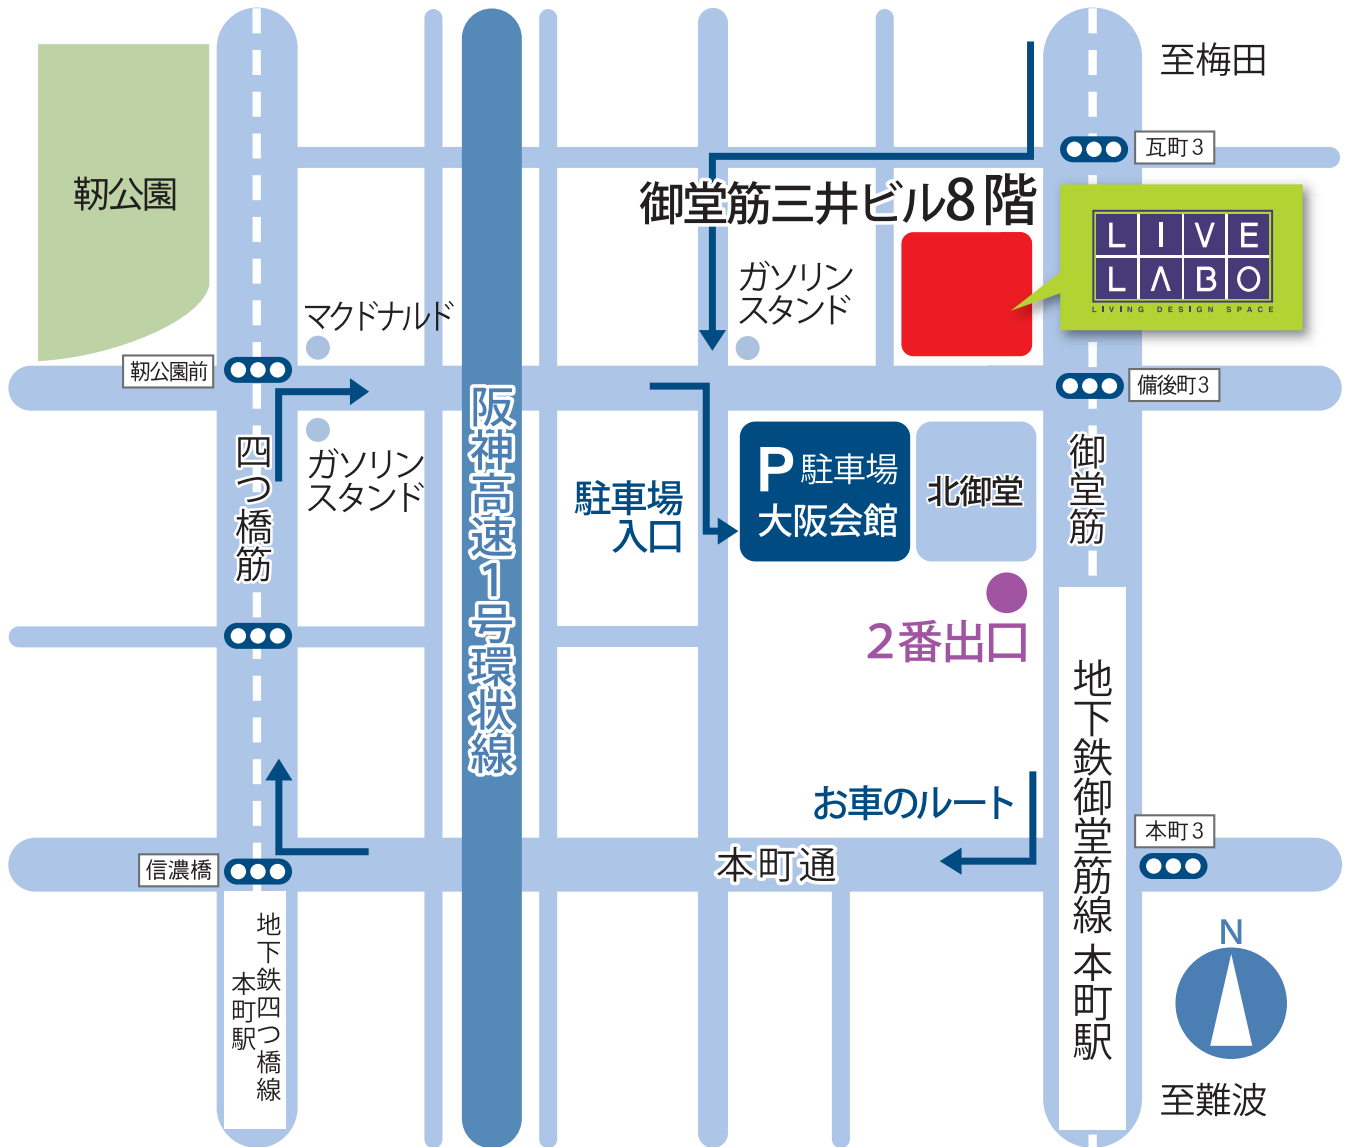 至梅田
瓦町3
靭公園
御堂筋三井ビル8階
LIVE
LABO
LIVING DESIGN SPACE
ガソリン
スタンド
マクドナルド
靭公園前
備後町3
阪神高速1号環状線
四つ橋筋
ガソリン
スタンド
御堂筋
P 駐車場
大阪会館
北御堂
駐車場
入口
2番出口
地下鉄御堂筋線 本町駅
お車のルート
本町3
本町通
信濃橋
地下鉄四つ橋線
本町駅
N
至難波